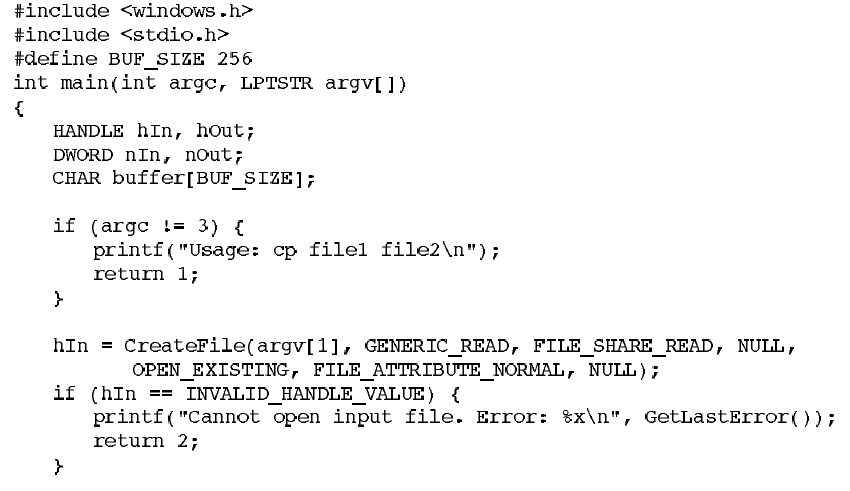 #include <windows.h>
#include <stdio.h>
#define BUF_SIZE 256
int main(int argc, LPTSTR argv[])
{
HANDLE hIn, hOut;
DWORD nIn, nOut;
CHAR buffer[BUF_SIZE];
if (argc != 3) {
printf("Usage: cp file1 file2\n");
return 1;
}
hIn = CreateFile(argv[1], GENERIC_READ, FILE_SHARE_READ, NULL,
OPEN_EXISTING, FILE_ATTRIBUTE_NORMAL, NULL);
if (hIn == INVALID_HANDLE_VALUE) {
printf("Cannot open input file. Error: %x\n", GetLastError());
return 2;
}